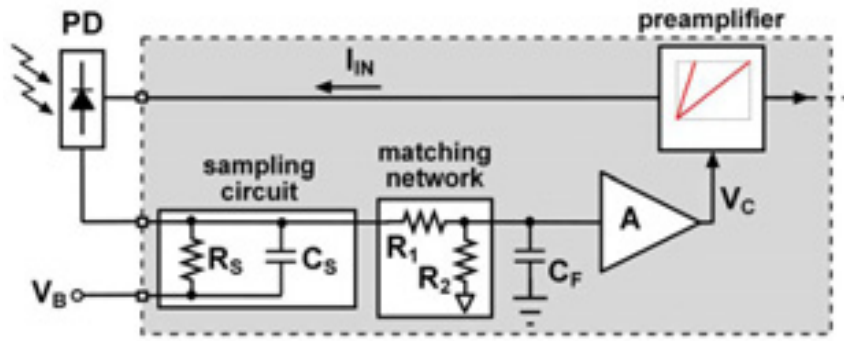 PD
preamplifier
I_IN
sampling
circuit
matching
network
R_S
C_S
R_1
R_2
C_F
A
V_C
V_B